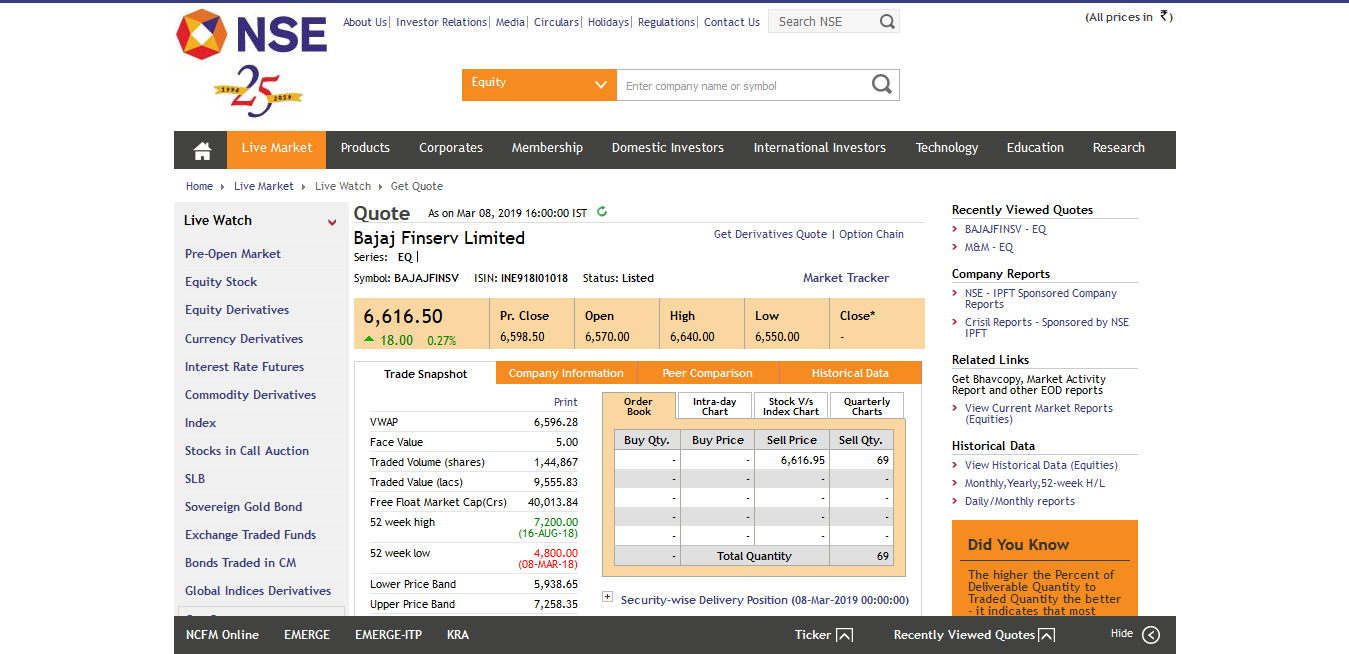 NSE
1994 25 2019
About Us| Investor Relations| Media| Circulars| Holidays| Regulations| Contact Us
Search NSE
(All prices in ₹)
Equity
Enter company name or symbol
Live Market Products Corporates Membership Domestic Investors International Investors Technology Education Research
Home Live Market Live Watch Get Quote
Live Watch
Pre-Open Market
Equity Stock
Equity Derivatives
Currency Derivatives
Interest Rate Futures
Commodity Derivatives
Index
Stocks in Call Auction
SLB
Sovereign Gold Bond
Exchange Traded Funds
Bonds Traded in CM
Global Indices Derivatives
Quote As on Mar 08, 2019 16:00:00 IST
Bajaj Finserv Limited
Get Derivatives Quote | Option Chain
Series: EQ |
Symbol: BAJAJFINSV ISIN: INE918I01018 Status: Listed
Market Tracker
6,616.50
18.00 0.27%
Pr. Close Open High Low Close*
6,598.50 6,570.00 6,640.00 6,550.00 -
Trade Snapshot Company Information Peer Comparison Historical Data
Print
VWAP 6,596.28
Face Value 5.00
Traded Volume (shares) 1,44,867
Traded Value (lacs) 9,555.83
Free Float Market Cap(Crs) 40,013.84
52 week high 7,200.00
(16-AUG-18)
52 week low 4,800.00
(08-MAR-18)
Lower Price Band 5,938.65
Upper Price Band 7,258.35
Order Book
Intra-day Chart
Stock V/s Index Chart
Quarterly Charts
Buy Qty. Buy Price Sell Price Sell Qty.
- - 6,616.95 69
- - - -
- - - -
- - - -
- - - -
- Total Quantity 69
Security-wise Delivery Position (08-Mar-2019 00:00:00)
Recently Viewed Quotes
BAJAJFINSV - EQ
M&M - EQ
Company Reports
NSE - IPFT Sponsored Company
Reports
Crisil Reports - Sponsored by NSE
IPFT
Related Links
Get Bhavcopy, Market Activity
Report and other EOD reports
View Current Market Reports
(Equities)
Historical Data
View Historical Data (Equities)
Monthly,Yearly,52-week H/L
Daily/Monthly reports
Did You Know
The higher the Percent of
Deliverable Quantity to
Traded Quantity the better
- it indicates that most
NCFM Online EMERGE EMERGE-ITP KRA
Ticker Recently Viewed Quotes Hide